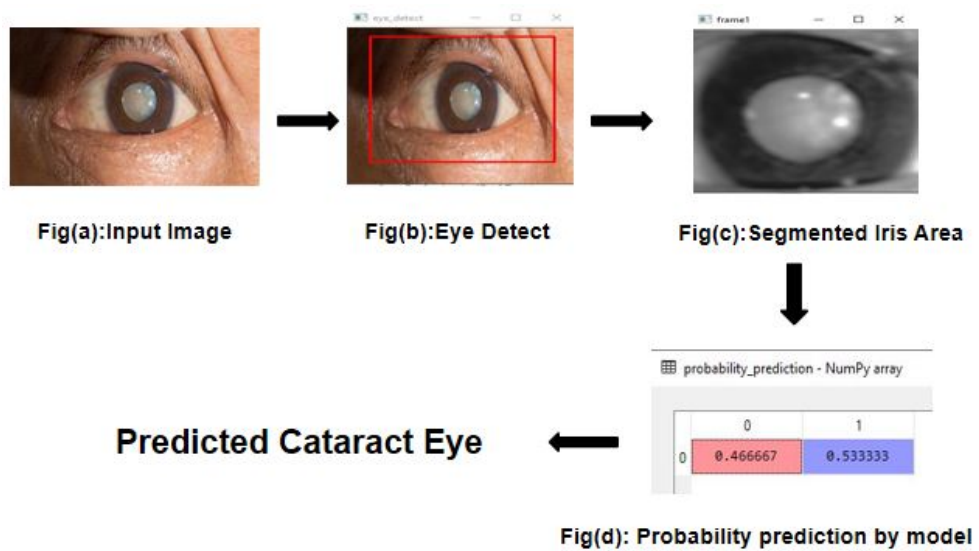 eye_detect
frame1
Fig(a):Input Image
Fig(b):Eye Detect
Fig(c):Segmented Iris Area
probability_prediction - NumPy array
0 1
0 0.466667 0.533333
Predicted Cataract Eye
Fig(d): Probability prediction by model